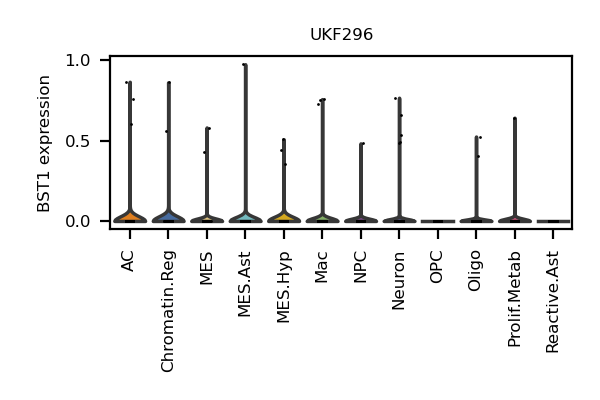 UKF296
BST1 expression
1.0
0.5
0.0
AC
Chromatin.Reg
MES
MES.Ast
MES.Hyp
Mac
NPC
Neuron
OPC
Oligo
Prolif.Metab
Reactive.Ast